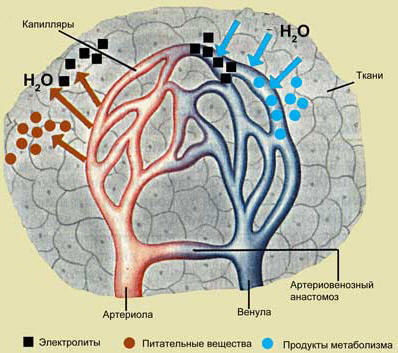 Капилляры
H₂O
H₂O
Ткани
Артериовенозный
анастомоз
Артериола
Венула
Электролиты
Питательные вещества
Продукты метаболизма